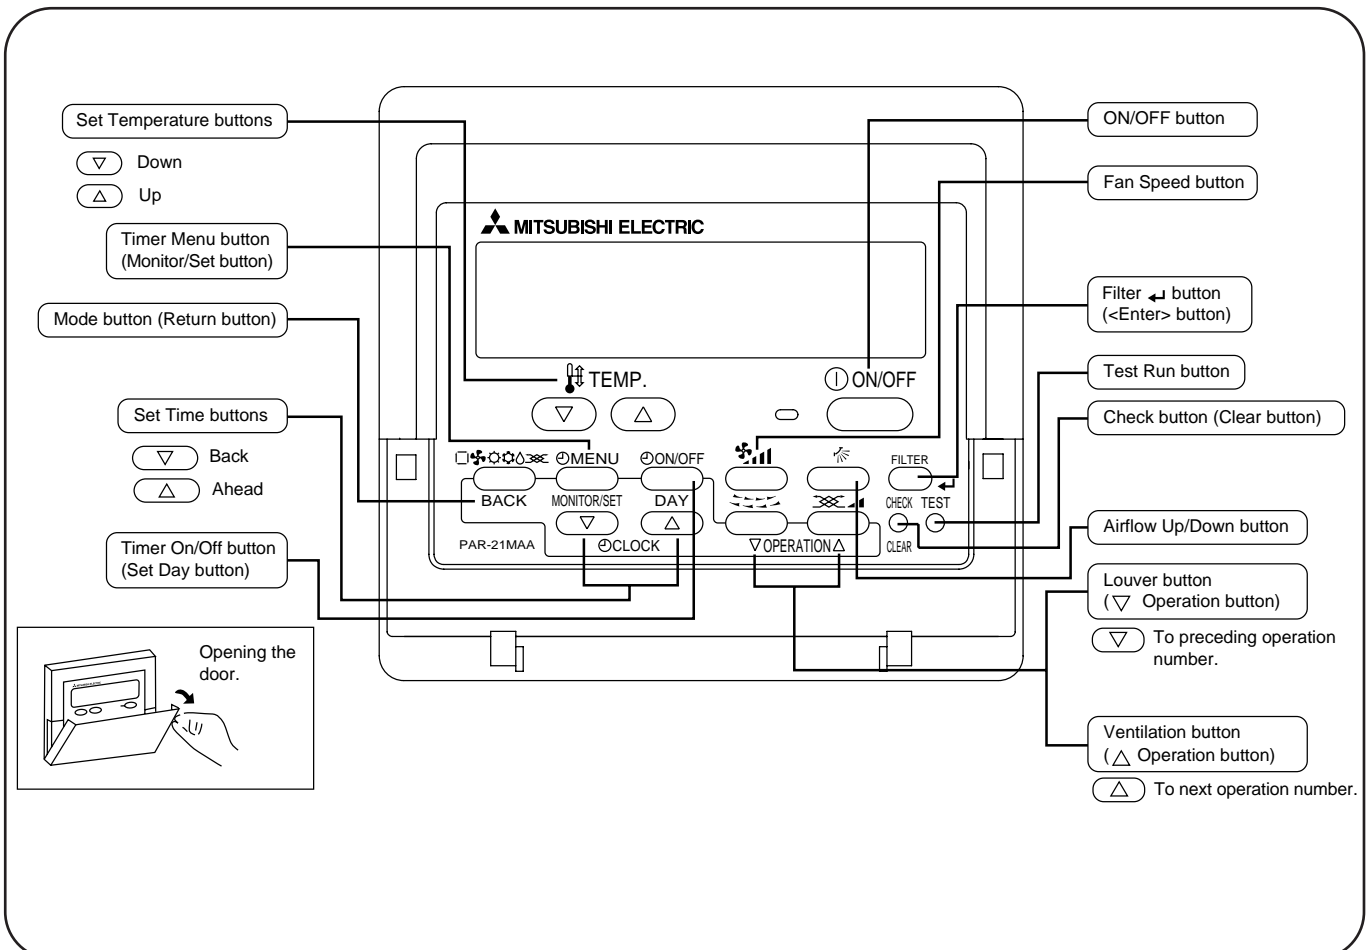 Set Temperature buttons
Down
Up
Timer Menu button
(Monitor/Set button)
Mode button (Return button)
Set Time buttons
Back
Ahead
Timer On/Off button
(Set Day button)
Opening the
door.
MITSUBISHI ELECTRIC
TEMP.
ON/OFF
MENU
ON/OFF
FILTER
BACK
MONITOR/SET
DAY
CHECK
TEST
PAR-21MAA
CLOCK
▽OPERATION△
CLEAR
ON/OFF button
Fan Speed button
Filter ↵ button
(<Enter> button)
Test Run button
Check button (Clear button)
Airflow Up/Down button
Louver button
( ▽ Operation button)
To preceding operation
number.
Ventilation button
( △ Operation button)
To next operation number.